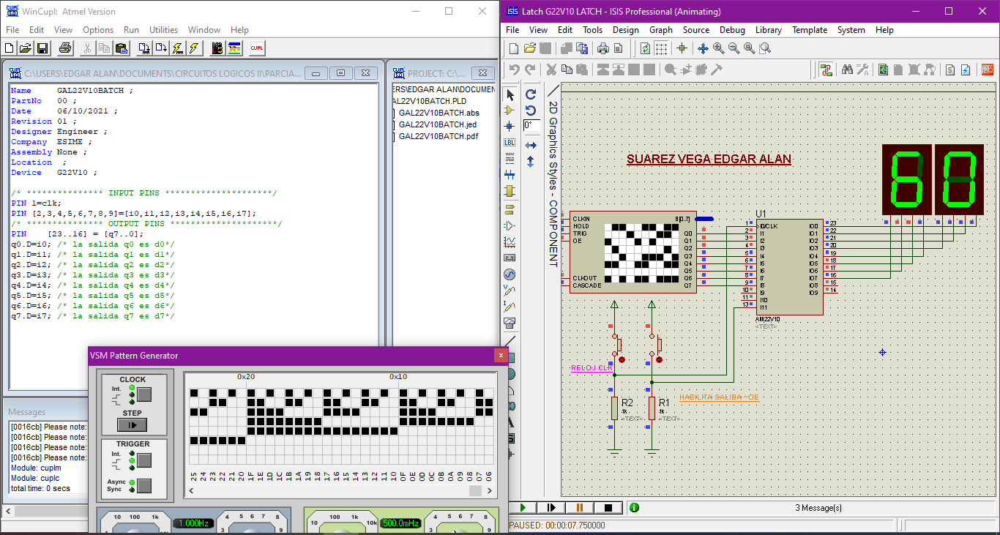 WinCupl: Atmel Version
File Edit View Options Run Utilities Window Help
CUPL
C:\USERS\EDGAR ALAN\DOCUMENTS\CIRCUITOS LOGICOS II\PARCIA...
Name GAL22V10BATCH ;
PartNo 00 ;
Date 06/10/2021 ;
Revision 01 ;
Designer Engineer ;
Company ESIME ;
Assembly None ;
Location ;
Device G22V10 ;
/* *************** INPUT PINS *********************/
PIN 1=clk;
PIN [2,3,4,5,6,7,8,9]=[i0,i1,i2,i3,i4,i5,i6,i7];
/* *************** OUTPUT PINS *********************/
PIN [23..16] = [q7..0];
q0.D=i0; /* la salida q0 es d0*/
q1.D=i1; /* la salida q1 es d1*/
q2.D=i2; /* la salida q2 es d2*/
q3.D=i3; /* la salida q3 es d3*/
q4.D=i4; /* la salida q4 es d4*/
q5.D=i5; /* la salida q5 es d5*/
q6.D=i6; /* la salida q6 es d6*/
q7.D=i7; /* la salida q7 es d7*/
PROJECT: C:\...
ERS\EDGAR ALAN\DOCUMEN
AL22V10BATCH.PLD
GAL22V10BATCH.abs
GAL22V10BATCH.jed
GAL22V10BATCH.pdf
Messages
[0016cb] Please note:
[0016cb] Please note:
[0016cb] Please note:
[0016cb] Please note:
Module: cuplm
Module: cuplc
total time: 0 secs
VSM Pattern Generator
CLOCK
Int.
STEP
TRIGGER
Int.
Async
Sync
0x20 0x10
25 24 23 22 21 20 1F 1E 1D 1C 1B 1A 19 18 17 16 15 14 13 12 11 10 0F 0E 0D 0C 0B 0A 09 08 07 06
10 100 1k
1.000Hz
4 5 6 7 8
3 9
10 100 1k 10k
500.0mHz
4 5 6 7 8
3 9
Latch G22V10 LATCH - ISIS Professional (Animating)
File View Edit Tools Design Graph Source Debug Library Template System Help
ARES
LBL
0°
2D Graphics Styles - COMPONENT
SUAREZ VEGA EDGAR ALAN
60
CLKIN
HOLD
TRIG
OE
CLKOUT
CASCADE
B[0..7]
Q0
Q1
Q2
Q3
Q4
Q5
Q6
Q7
U1
1 I0/CLK IO0 23
2 I1 IO1 22
3 I2 IO2 21
4 I3 IO3 20
5 I4 IO4 19
6 I5 IO5 18
7 I6 IO6 17
8 I7 IO7 16
9 I8 IO8 15
10 I9 IO9 14
11 I10
13 I11
AM22V10
<TEXT>
RELOJ CLK
HABILITA SALIDA ~OE
R2
1k
<TEXT>
R1
1k
<TEXT>
3 Message(s)
PAUSED: 00:00:07.750000